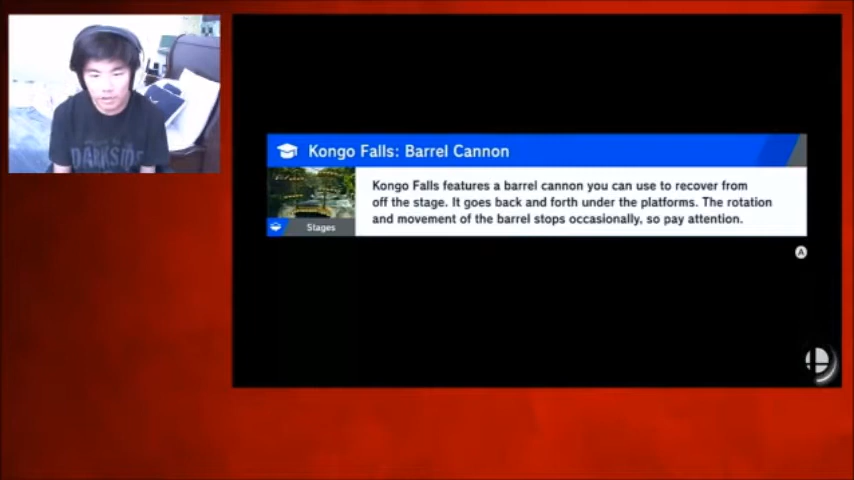 DARKSIDE
Kongo Falls: Barrel Cannon
Kongo Falls features a barrel cannon you can use to recover from
off the stage. It goes back and forth under the platforms. The rotation
and movement of the barrel stops occasionally, so pay attention.
Stages
A